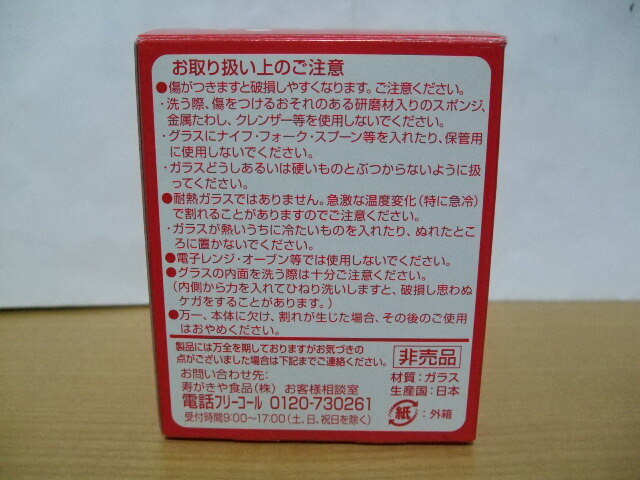 お取り扱い上のご注意
●傷がつきますと破損しやすくなります。ご注意ください。
・洗う際、傷をつけるおそれのある研磨材入りのスポンジ、
金属たわし、クレンザー等を使用しないでください。
・グラスにナイフ・フォーク・スプーン等を入れたり、保管用
に使用しないでください。
・ガラスどうしあるいは硬いものとぶつからないように扱
ってください。
●耐熱ガラスではありません。急激な温度変化(特に急冷)
で割れることがありますのでご注意ください。
・ガラスが熱いうちに冷たいものを入れたり、ぬれたとこ
ろに置かないでください。
●電子レンジ・オーブン等では使用しないでください。
●グラスの内面を洗う際は十分ご注意ください。
(内側から力を入れてひねり洗いしますと、破損し思わぬ
ケガをすることがあります。)
●万一、本体に欠け、割れが生じた場合、その後のご使用
はおやめください。
製品には万全を期しておりますがお気づきの
点がございました場合は下記までご連絡ください。
お問い合わせ先:
寿がきや食品(株) お客様相談室
電話フリーコール 0120-730261
受付時間9:00〜17:00(土、日、祝日を除く)
非売品
材質:ガラス
生産国:日本
紙:外箱